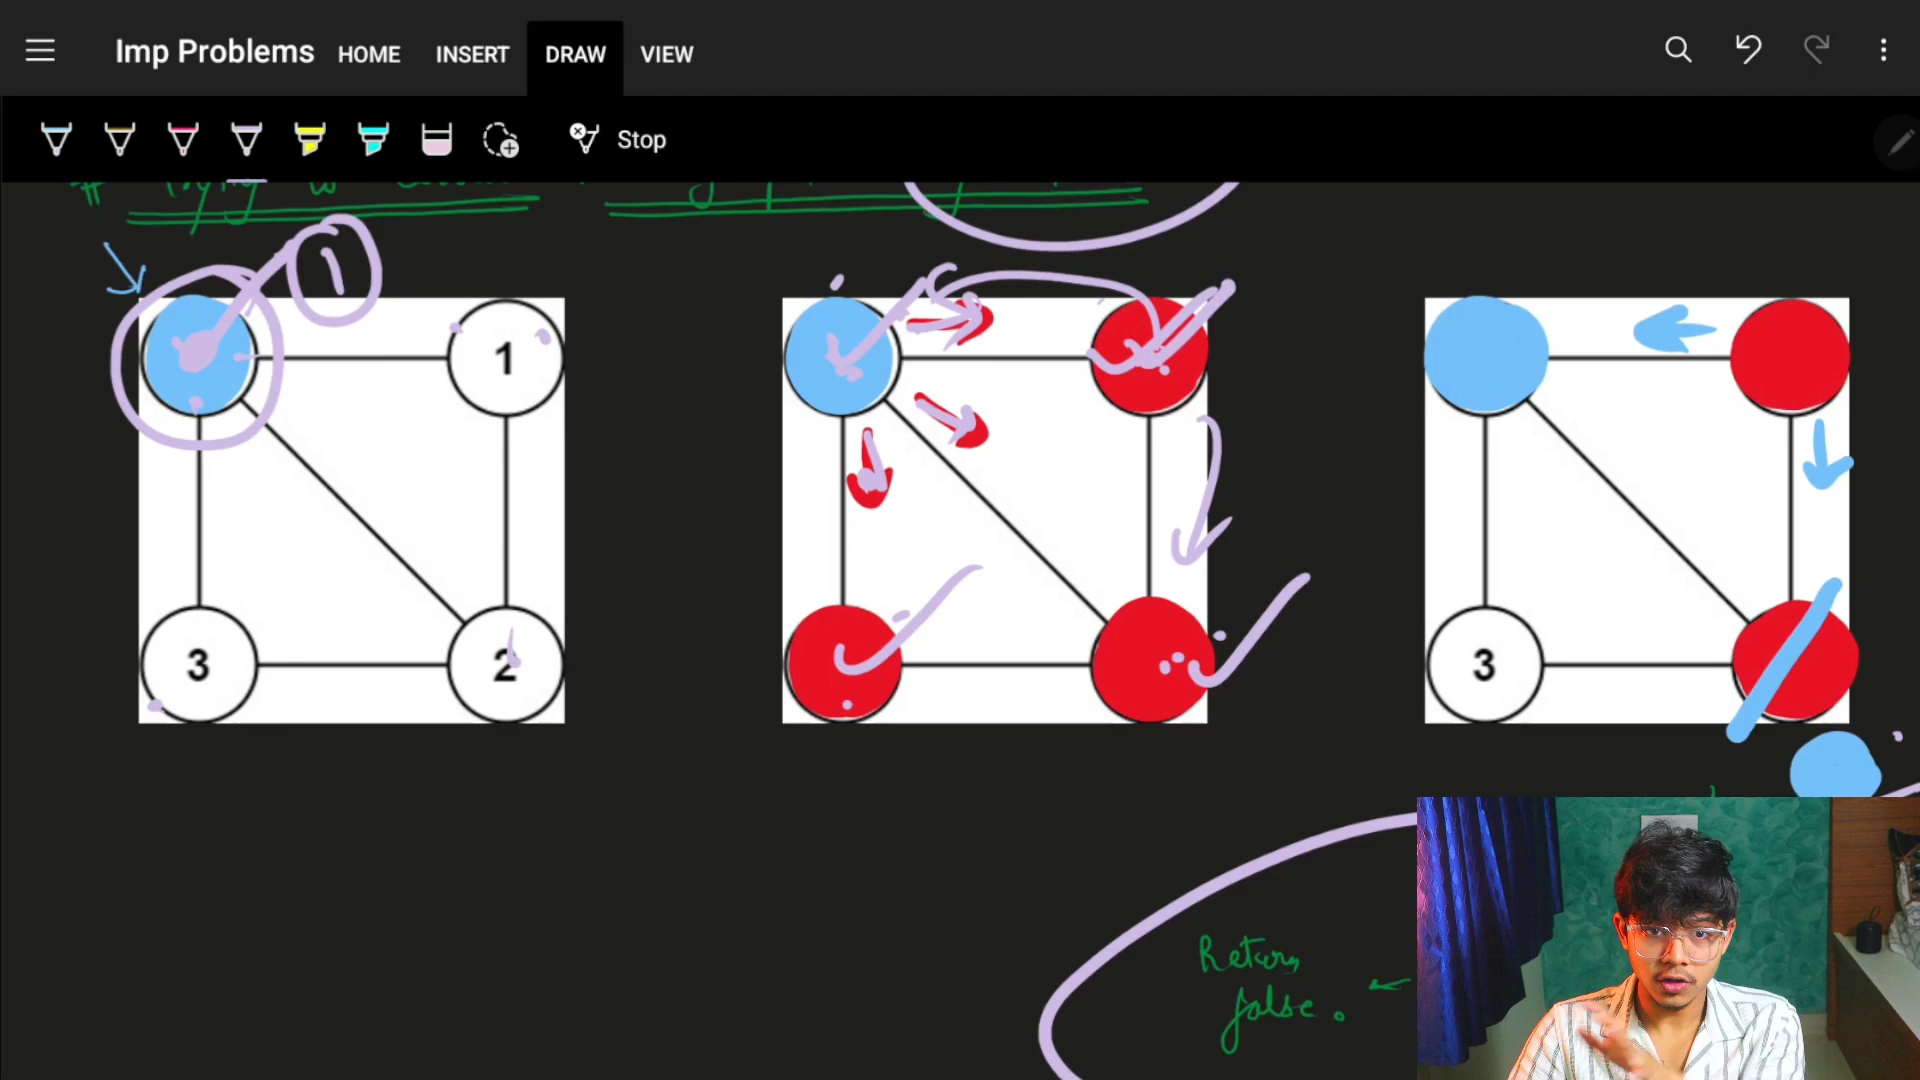 Imp Problems HOME INSERT DRAW VIEW
Stop
#
1
1
3
2
3
Return
false.